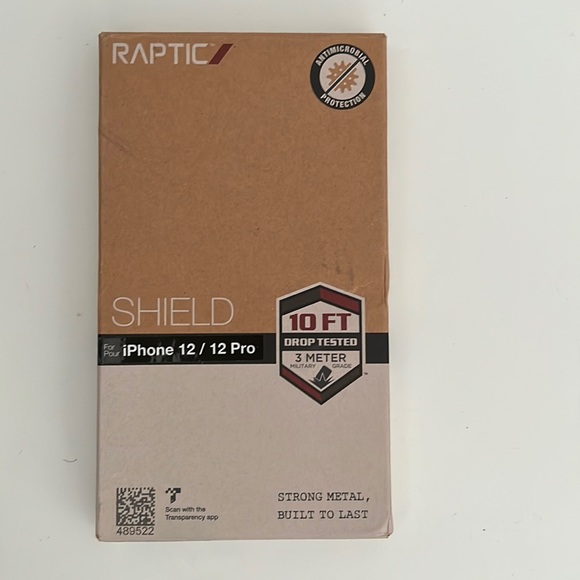 RAPTIC
ANTIMICROBIAL
PROTECTION
SHIELD
For
Pour
iPhone 12 / 12 Pro
10 FT
DROP TESTED
3 METER
MILITARY GRADE
™
Scan with the
Transparency app
489522
STRONG METAL,
BUILT TO LAST